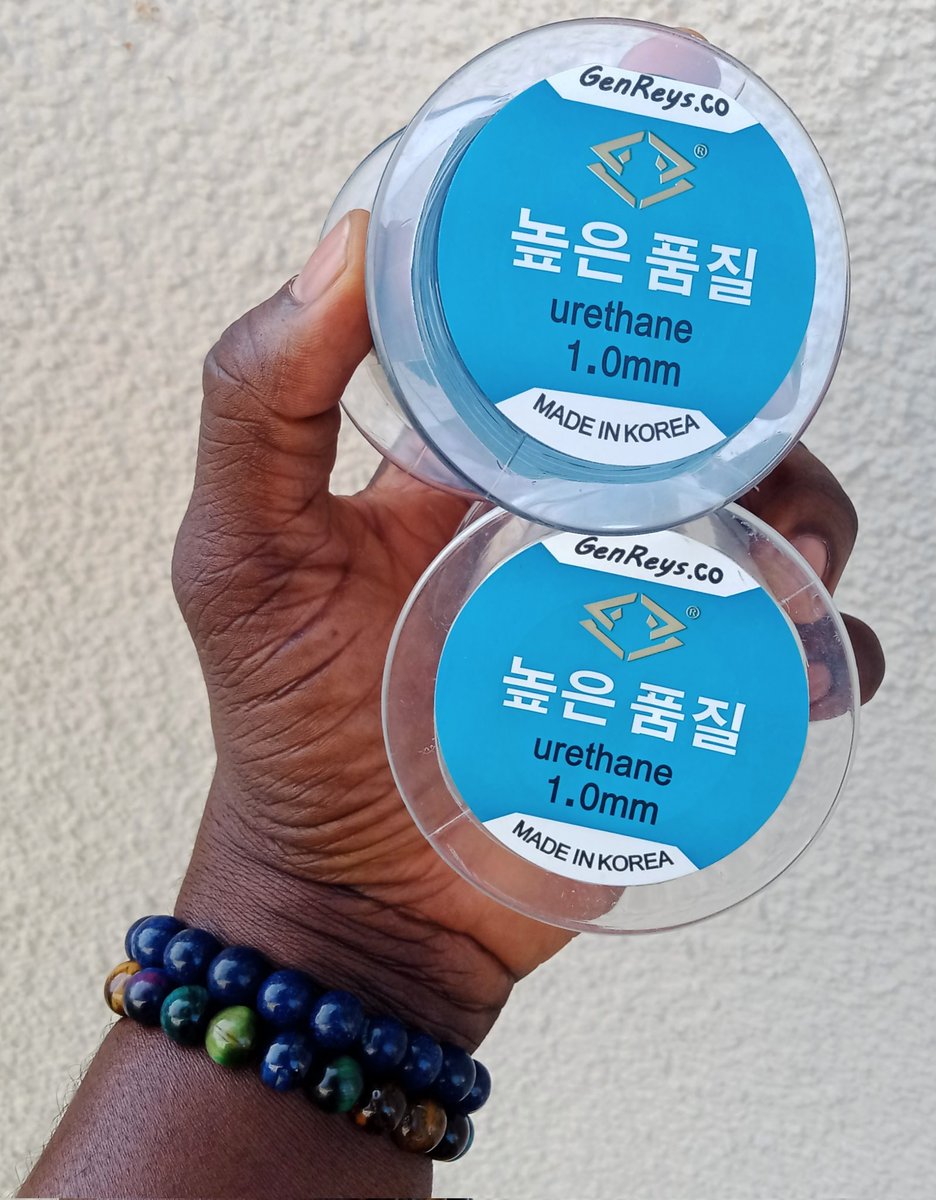 GenReys.co
®
높은 품질
urethane
1.0mm
MADE IN KOREA
GenReys.co
®
높은 품질
urethane
1.0mm
MADE IN KOREA